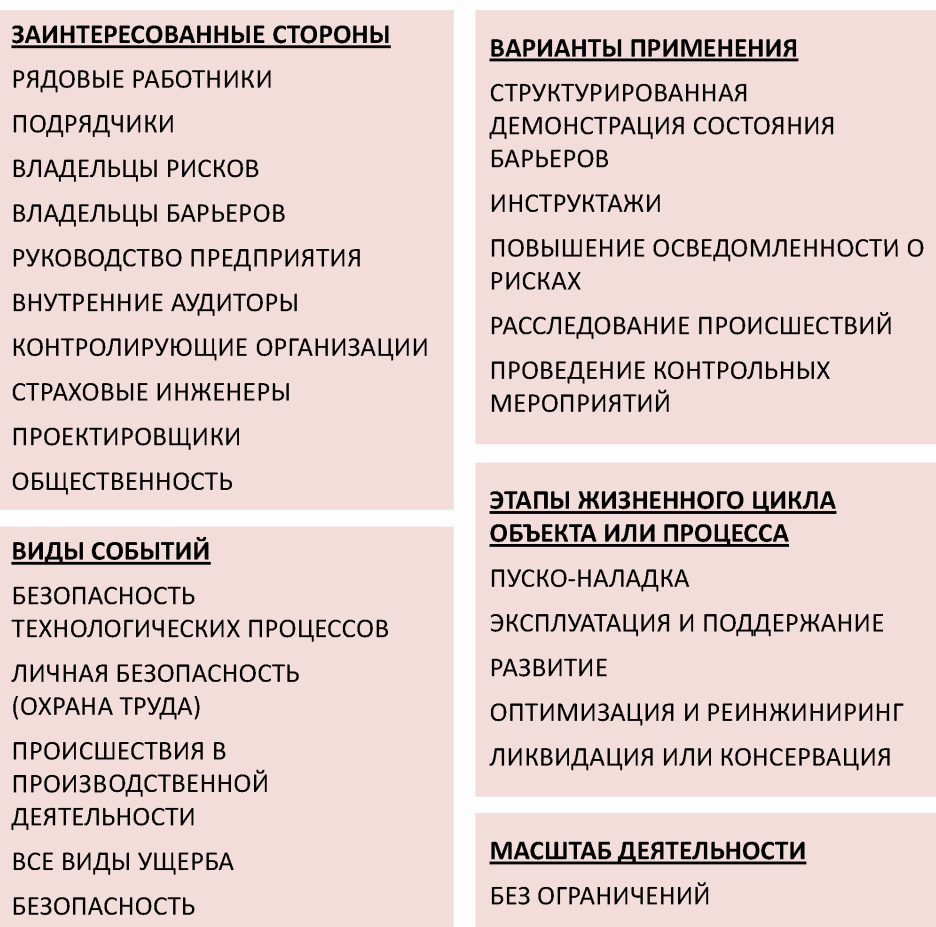 ЗАИНТЕРЕСОВАННЫЕ СТОРОНЫ
РЯДОВЫЕ РАБОТНИКИ
ПОДРЯДЧИКИ
ВЛАДЕЛЬЦЫ РИСКОВ
ВЛАДЕЛЬЦЫ БАРЬЕРОВ
РУКОВОДСТВО ПРЕДПРИЯТИЯ
ВНУТРЕННИЕ АУДИТОРЫ
КОНТРОЛИРУЮЩИЕ ОРГАНИЗАЦИИ
СТРАХОВЫЕ ИНЖЕНЕРЫ
ПРОЕКТИРОВЩИКИ
ОБЩЕСТВЕННОСТЬ
ВИДЫ СОБЫТИЙ
БЕЗОПАСНОСТЬ
ТЕХНОЛОГИЧЕСКИХ ПРОЦЕССОВ
ЛИЧНАЯ БЕЗОПАСНОСТЬ
(ОХРАНА ТРУДА)
ПРОИСШЕСТВИЯ В
ПРОИЗВОДСТВЕННОЙ
ДЕЯТЕЛЬНОСТИ
ВСЕ ВИДЫ УЩЕРБА
БЕЗОПАСНОСТЬ
ВАРИАНТЫ ПРИМЕНЕНИЯ
СТРУКТУРИРОВАННАЯ
ДЕМОНСТРАЦИЯ СОСТОЯНИЯ
БАРЬЕРОВ
ИНСТРУКТАЖИ
ПОВЫШЕНИЕ ОСВЕДОМЛЕННОСТИ О
РИСКАХ
РАССЛЕДОВАНИЕ ПРОИСШЕСТВИЙ
ПРОВЕДЕНИЕ КОНТРОЛЬНЫХ
МЕРОПРИЯТИЙ
ЭТАПЫ ЖИЗНЕННОГО ЦИКЛА
ОБЪЕКТА ИЛИ ПРОЦЕССА
ПУСКО-НАЛАДКА
ЭКСПЛУАТАЦИЯ И ПОДДЕРЖАНИЕ
РАЗВИТИЕ
ОПТИМИЗАЦИЯ И РЕИНЖИНИРИНГ
ЛИКВИДАЦИЯ ИЛИ КОНСЕРВАЦИЯ
МАСШТАБ ДЕЯТЕЛЬНОСТИ
БЕЗ ОГРАНИЧЕНИЙ